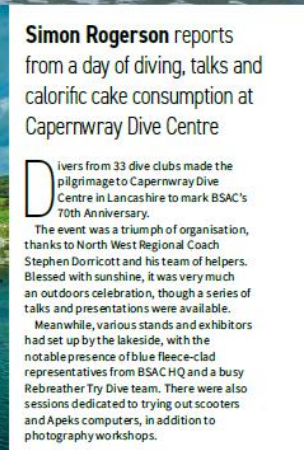 Simon Rogerson reports
from a day of diving, talks and
calorific cake consumption at
Capernwray Dive Centre
Divers from 33 dive clubs made the
pilgrimage to Capernwray Dive
Centre in Lancashire to mark BSAC's
70th Anniversary.
The event was a triumph of organisation,
thanks to North West Regional Coach
Stephen Dorricott and his team of helpers.
Blessed with sunshine, it was very much
an outdoors celebration, though a series of
talks and presentations were available.
Meanwhile, various stands and exhibitors
had set up by the lakeside, with the
notable presence of blue fleece-clad
representatives from BSAC HQ and a busy
Rebreather Try Dive team. There were also
sessions dedicated to trying out scooters
and Apeks computers, in addition to
photography workshops.